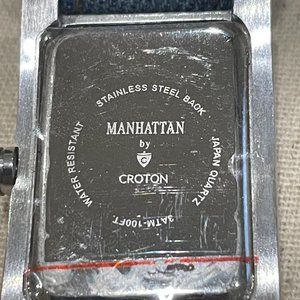 STAINLESS STEEL BACK
MANHATTAN
by
C
CROTON
JAPAN QUARTZ
3ATM-100FT
WATER RESISTANT